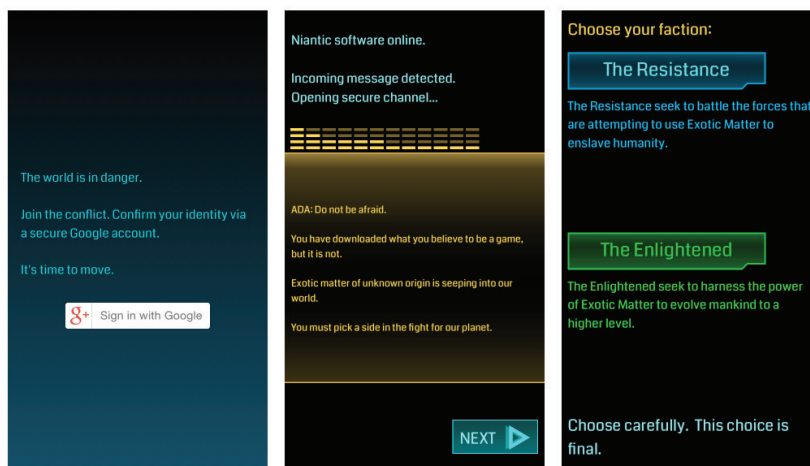 The world is in danger.
Join the conflict. Confirm your identity via
a secure Google account.
It's time to move.
g+ Sign in with Google
Niantic software online.
Incoming message detected.
Opening secure channel...
ADA: Do not be afraid.
You have downloaded what you believe to be a game,
but it is not.
Exotic matter of unknown origin is seeping into our
world.
You must pick a side in the fight for our planet.
NEXT
Choose your faction:
The Resistance
The Resistance seek to battle the forces that
are attempting to use Exotic Matter to
enslave humanity.
The Enlightened
The Enlightened seek to harness the power
of Exotic Matter to evolve mankind to a
higher level.
Choose carefully. This choice is
final.